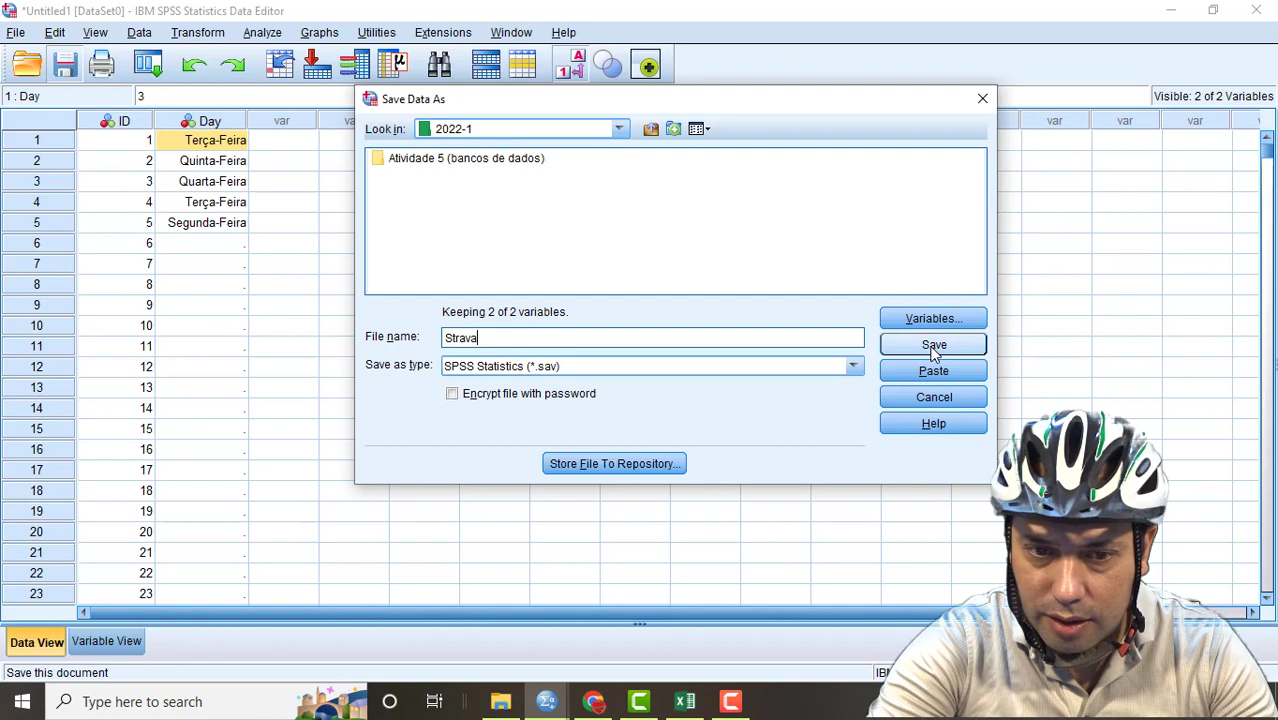 *Untitled1 [DataSet0] - IBM SPSS Statistics Data Editor
File Edit View Data Transform Analyze Graphs Utilities Extensions Window Help
1 : Day 3 Visible: 2 of 2 Variables
ID Day var va var var var var
1 1 Terça-Feira
2 2 Quinta-Feira
3 3 Quarta-Feira
4 4 Terça-Feira
5 5 Segunda-Feira
6 6 .
7 7 .
8 8 .
9 9 .
10 10 .
11 11 .
12 12 .
13 13 .
14 14 .
15 15 .
16 16 .
17 17 .
18 18 .
19 19 .
20 20 .
21 21 .
22 22 .
23 23 .
Save Data As
Look in: 2022-1
Atividade 5 (bancos de dados)
Keeping 2 of 2 variables.
File name: Strava
Save as type: SPSS Statistics (*.sav)
Encrypt file with password
Store File To Repository...
Variables...
Save
Paste
Cancel
Help
Data View Variable View
Save this document IB
Type here to search